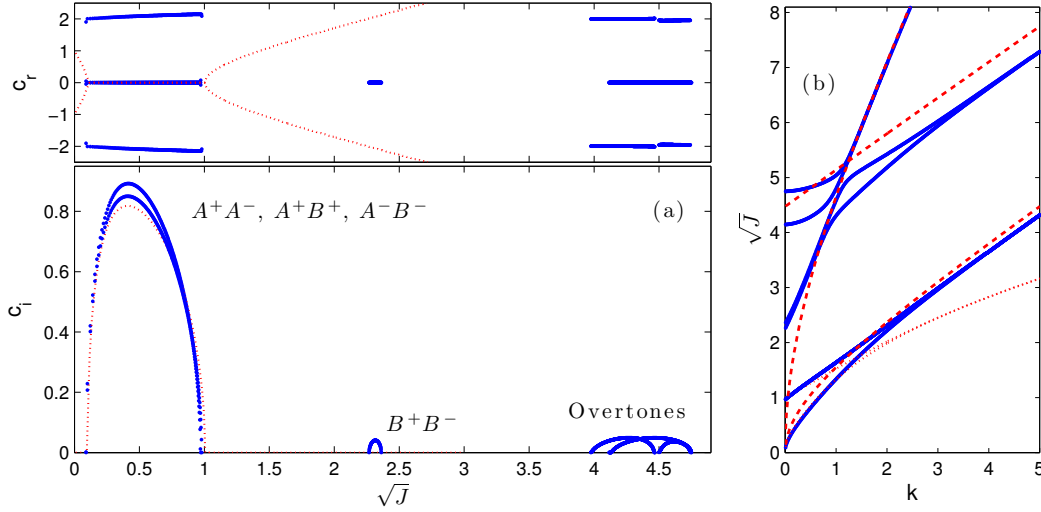 2
1
0
−1
−2
c_r
0.8
0.6
0.4
0.2
0
c_i
A⁺A⁻, A⁺B⁺, A⁻B⁻
(a)
B⁺B⁻
Overtones
0 0.5 1 1.5 2 2.5 3 3.5 4 4.5
√J
8
7
6
5
4
3
2
1
0
√J
(b)
0 1 2 3 4 5
k